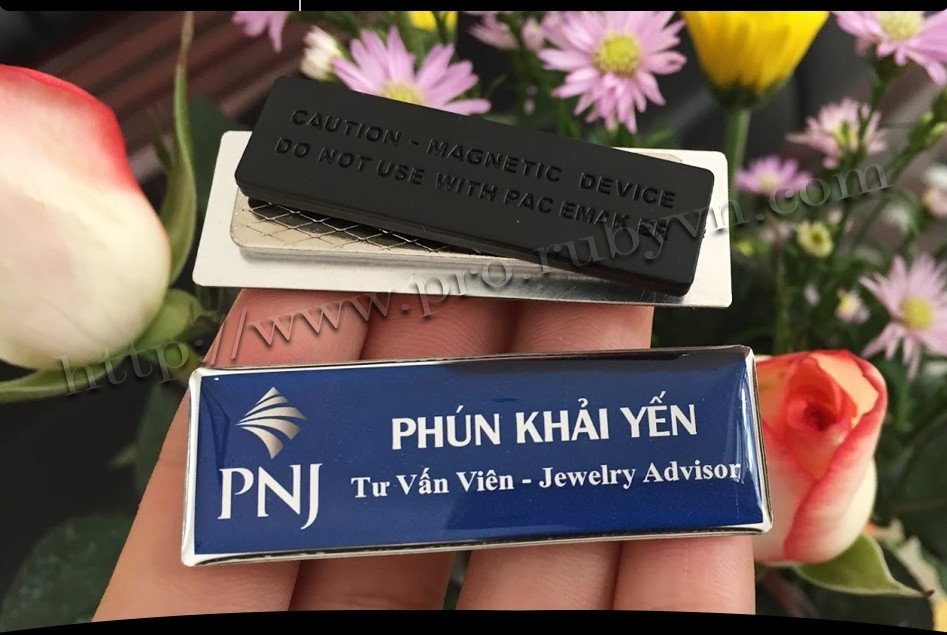 CAUTION - MAGNETIC DEVICE
DO NOT USE WITH PAC EMAK ER
http://www.pro.rubyvn.com
PNJ
PHÚN KHẢI YẾN
Tư Vấn Viên - Jewelry Advisor